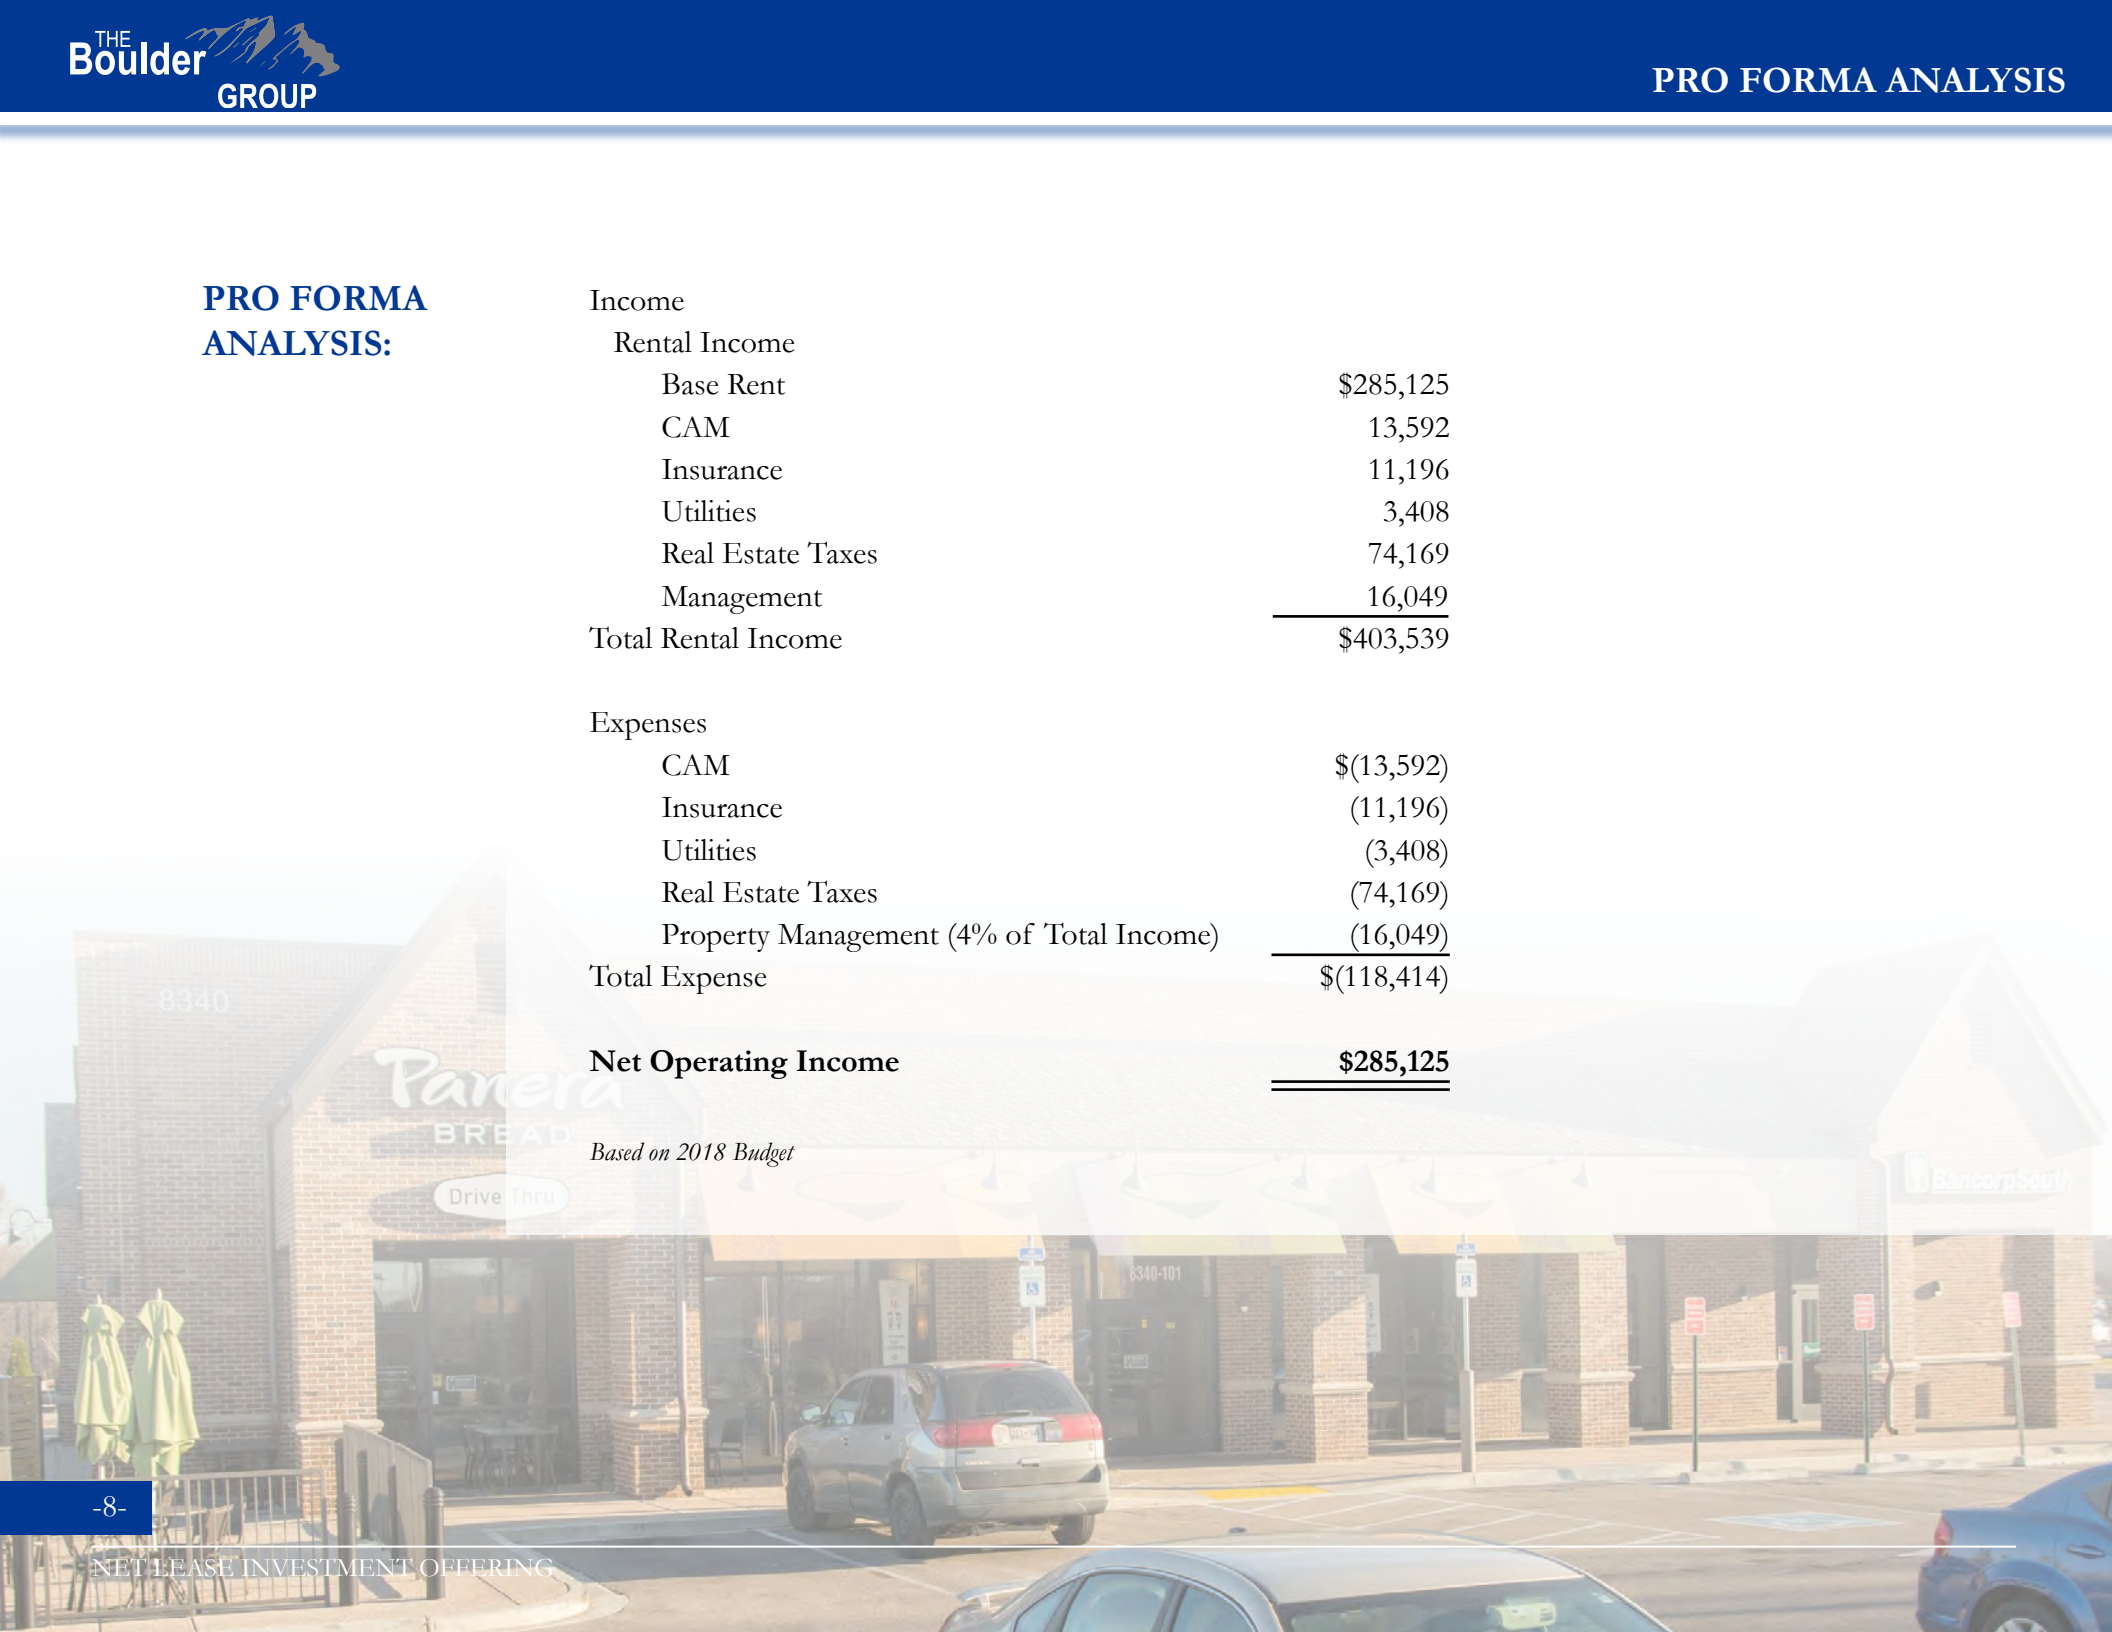 THE
Boulder
GROUP
PRO FORMA ANALYSIS
PRO FORMA
ANALYSIS:
Income
Rental Income
Base Rent $285,125
CAM 13,592
Insurance 11,196
Utilities 3,408
Real Estate Taxes 74,169
Management 16,049
Total Rental Income $403,539
Expenses
CAM $(13,592)
Insurance (11,196)
Utilities (3,408)
Real Estate Taxes (74,169)
Property Management (4% of Total Income) (16,049)
Total Expense $(118,414)
Net Operating Income $285,125
Based on 2018 Budget
8340
Panera
BREAD
Drive Thru
BancorpSouth
8340-101
-8-
NET LEASE INVESTMENT OFFERING